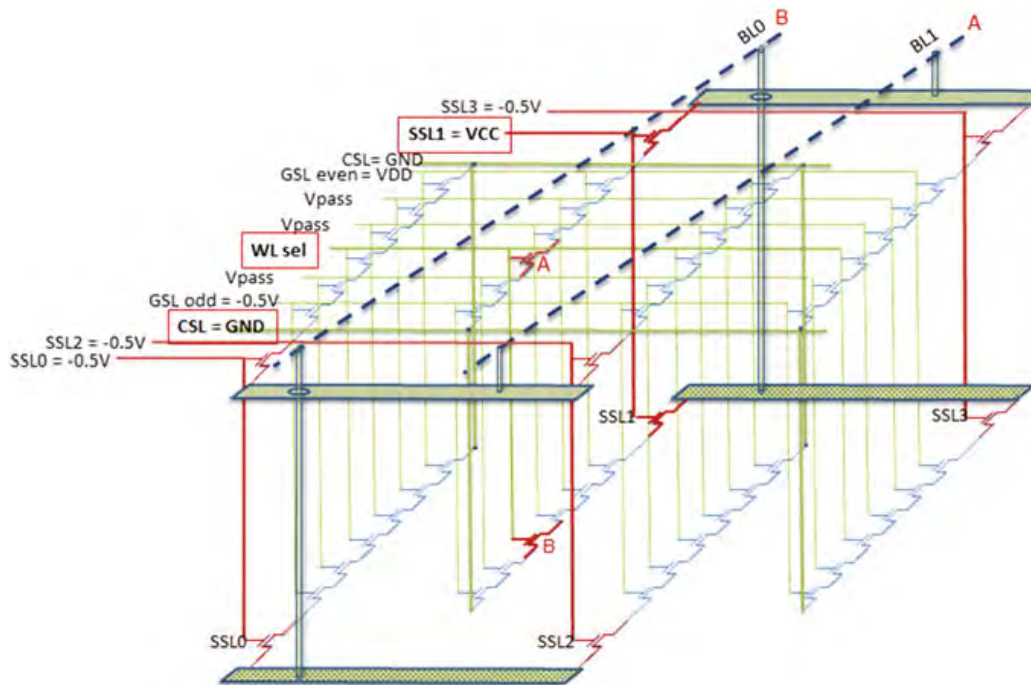 B
A
BL0
BL1
SSL3 = -0.5V
SSL1 = VCC
CSL= GND
GSL even = VDD
Vpass
Vpass
WL sel
A
Vpass
GSL odd = -0.5V
CSL = GND
SSL2 = -0.5V
SSL0 = -0.5V
SSL1
SSL3
B
SSL0
SSL2